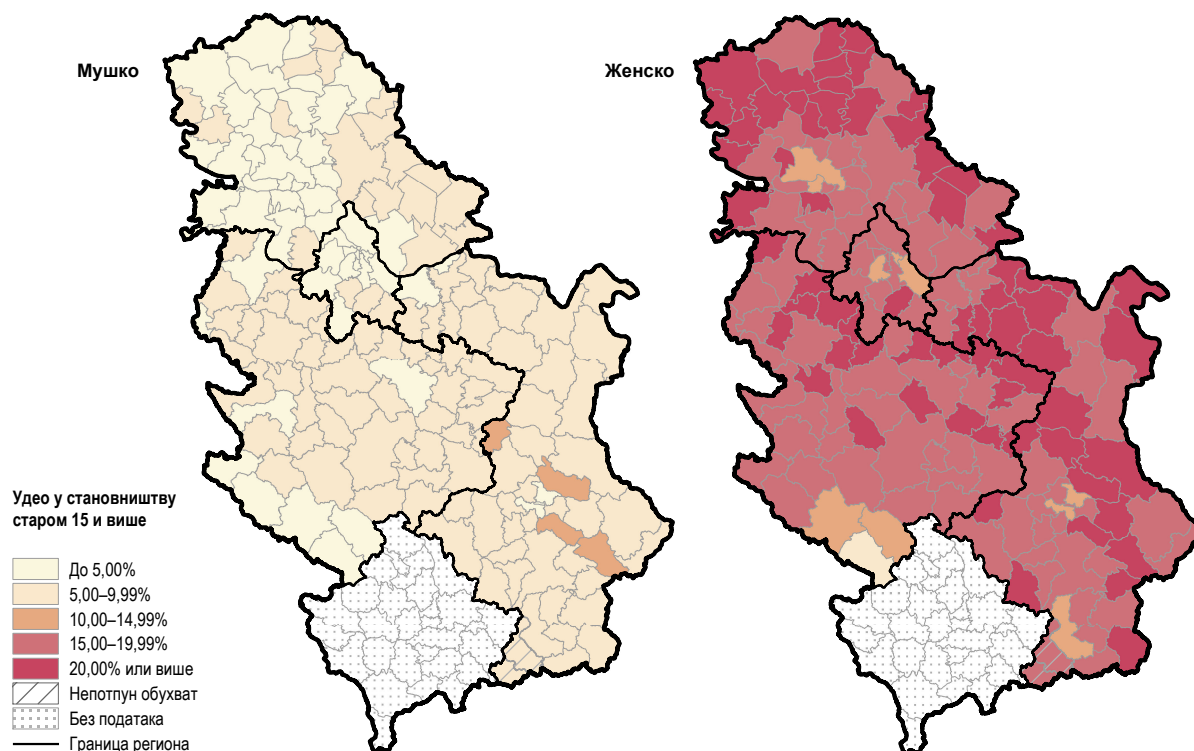 Мушко
Женско
Удео у становништву
старом 15 и више
До 5,00%
5,00–9,99%
10,00–14,99%
15,00–19,99%
20,00% или више
Непотпун обухват
Без података
Граница региона